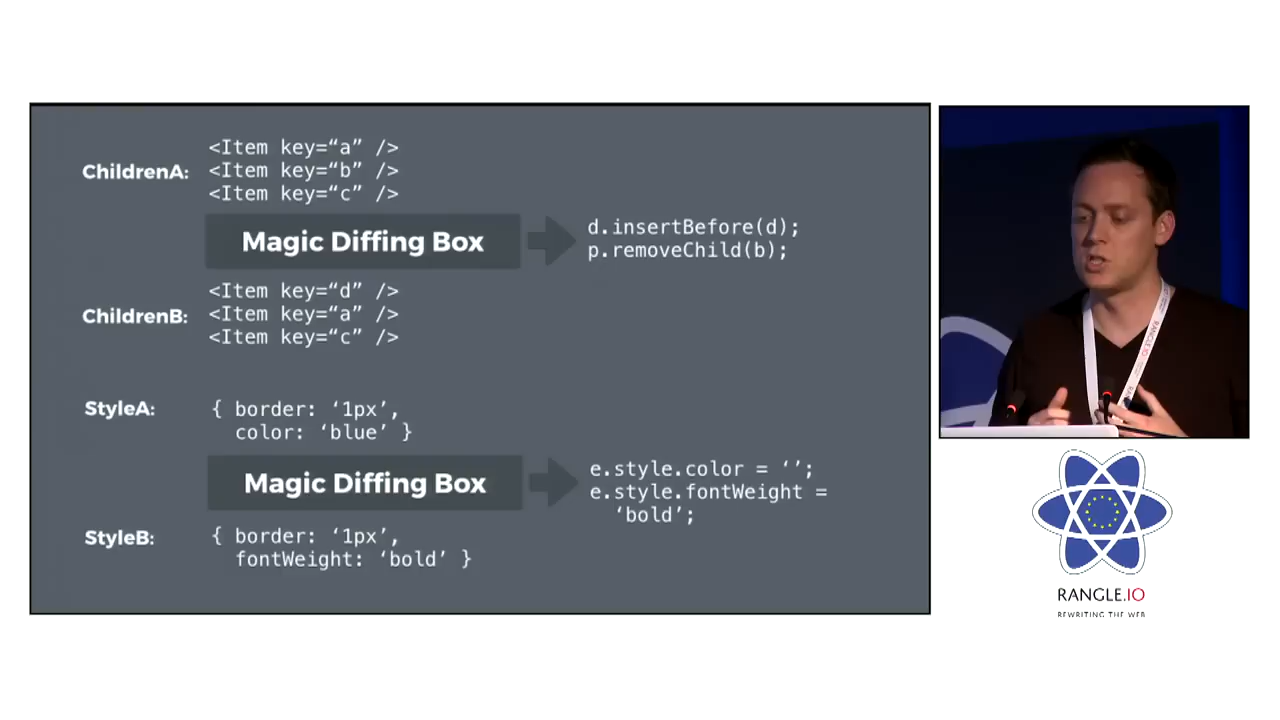 ChildrenA:
<Item key=“a” />
<Item key=“b” />
<Item key=“c” />
Magic Diffing Box
d.insertBefore(d);
p.removeChild(b);
ChildrenB:
<Item key=“d” />
<Item key=“a” />
<Item key=“c” />
StyleA:
{ border: ‘1px’,
color: ‘blue’ }
Magic Diffing Box
e.style.color = ‘’;
e.style.fontWeight =
‘bold’;
StyleB:
{ border: ‘1px’,
fontWeight: ‘bold’ }
RANGLE.IO
RANGLE.IO
REWRITING THE WEB